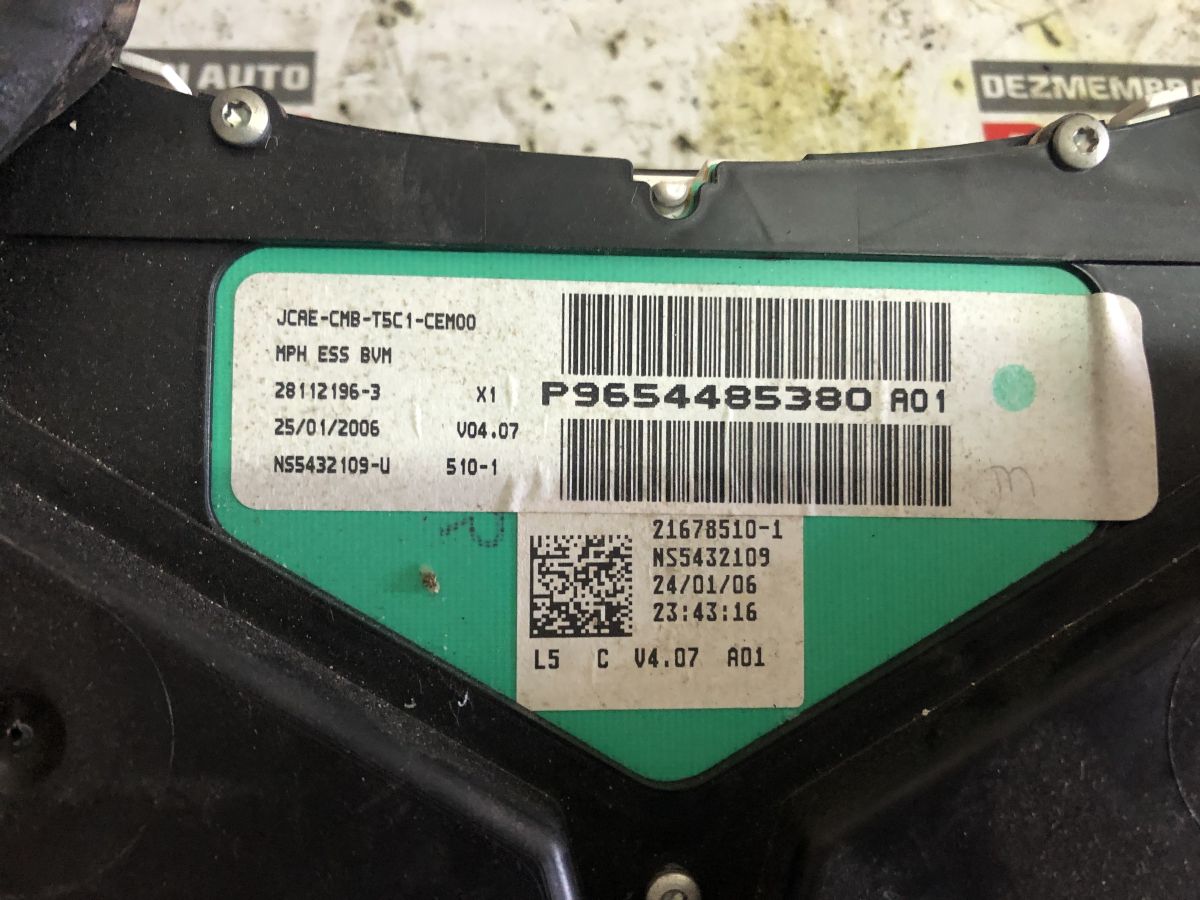 N AUTO
DEZMEMBR
JCAE-CMB-T5C1-CEM00
MPH ESS BVM
28112196-3 X1
25/01/2006 V04.07
NS5432109-U 510-1
P9654485380 A01
m
21678510-1
NS5432109
24/01/06
23:43:16
L5 C V4.07 A01